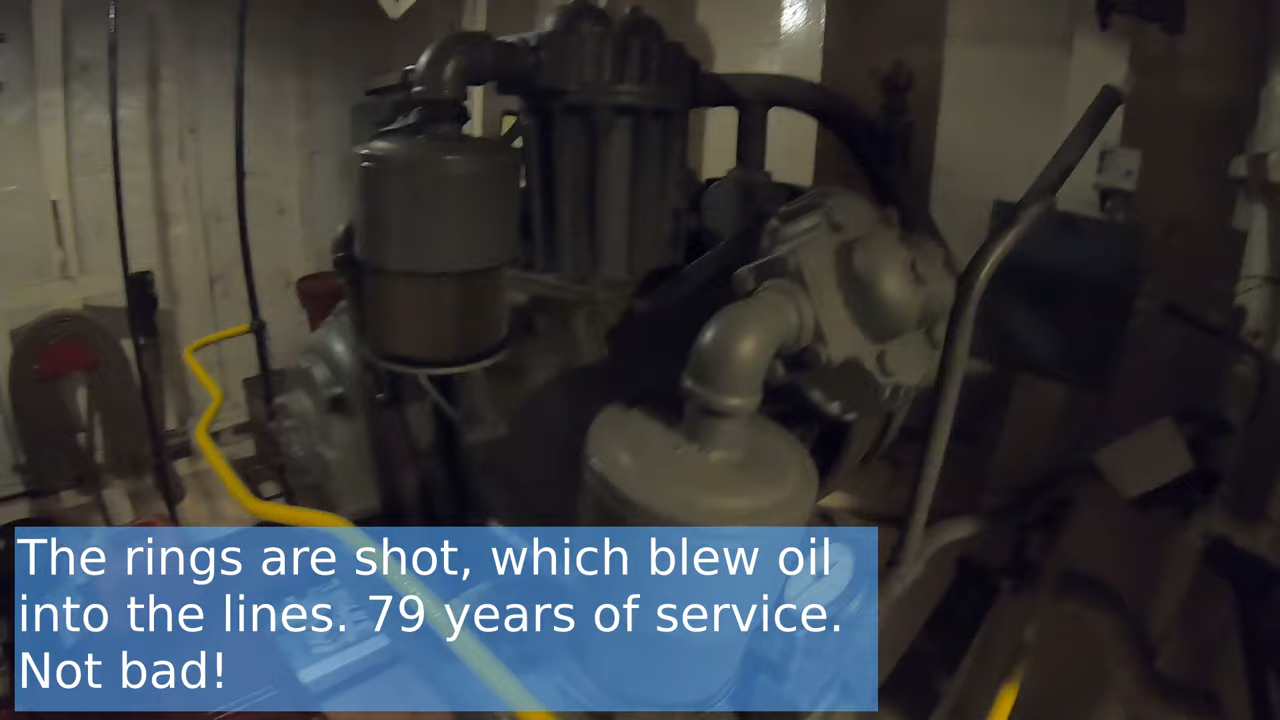 The rings are shot, which blew oil
into the lines. 79 years of service.
Not bad!